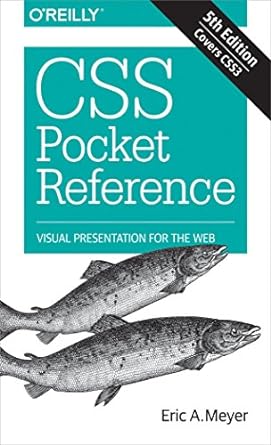 O'REILLY®
5th Edition
Covers CSS3
CSS
Pocket
Reference
VISUAL PRESENTATION FOR THE WEB
Eric A. Meyer